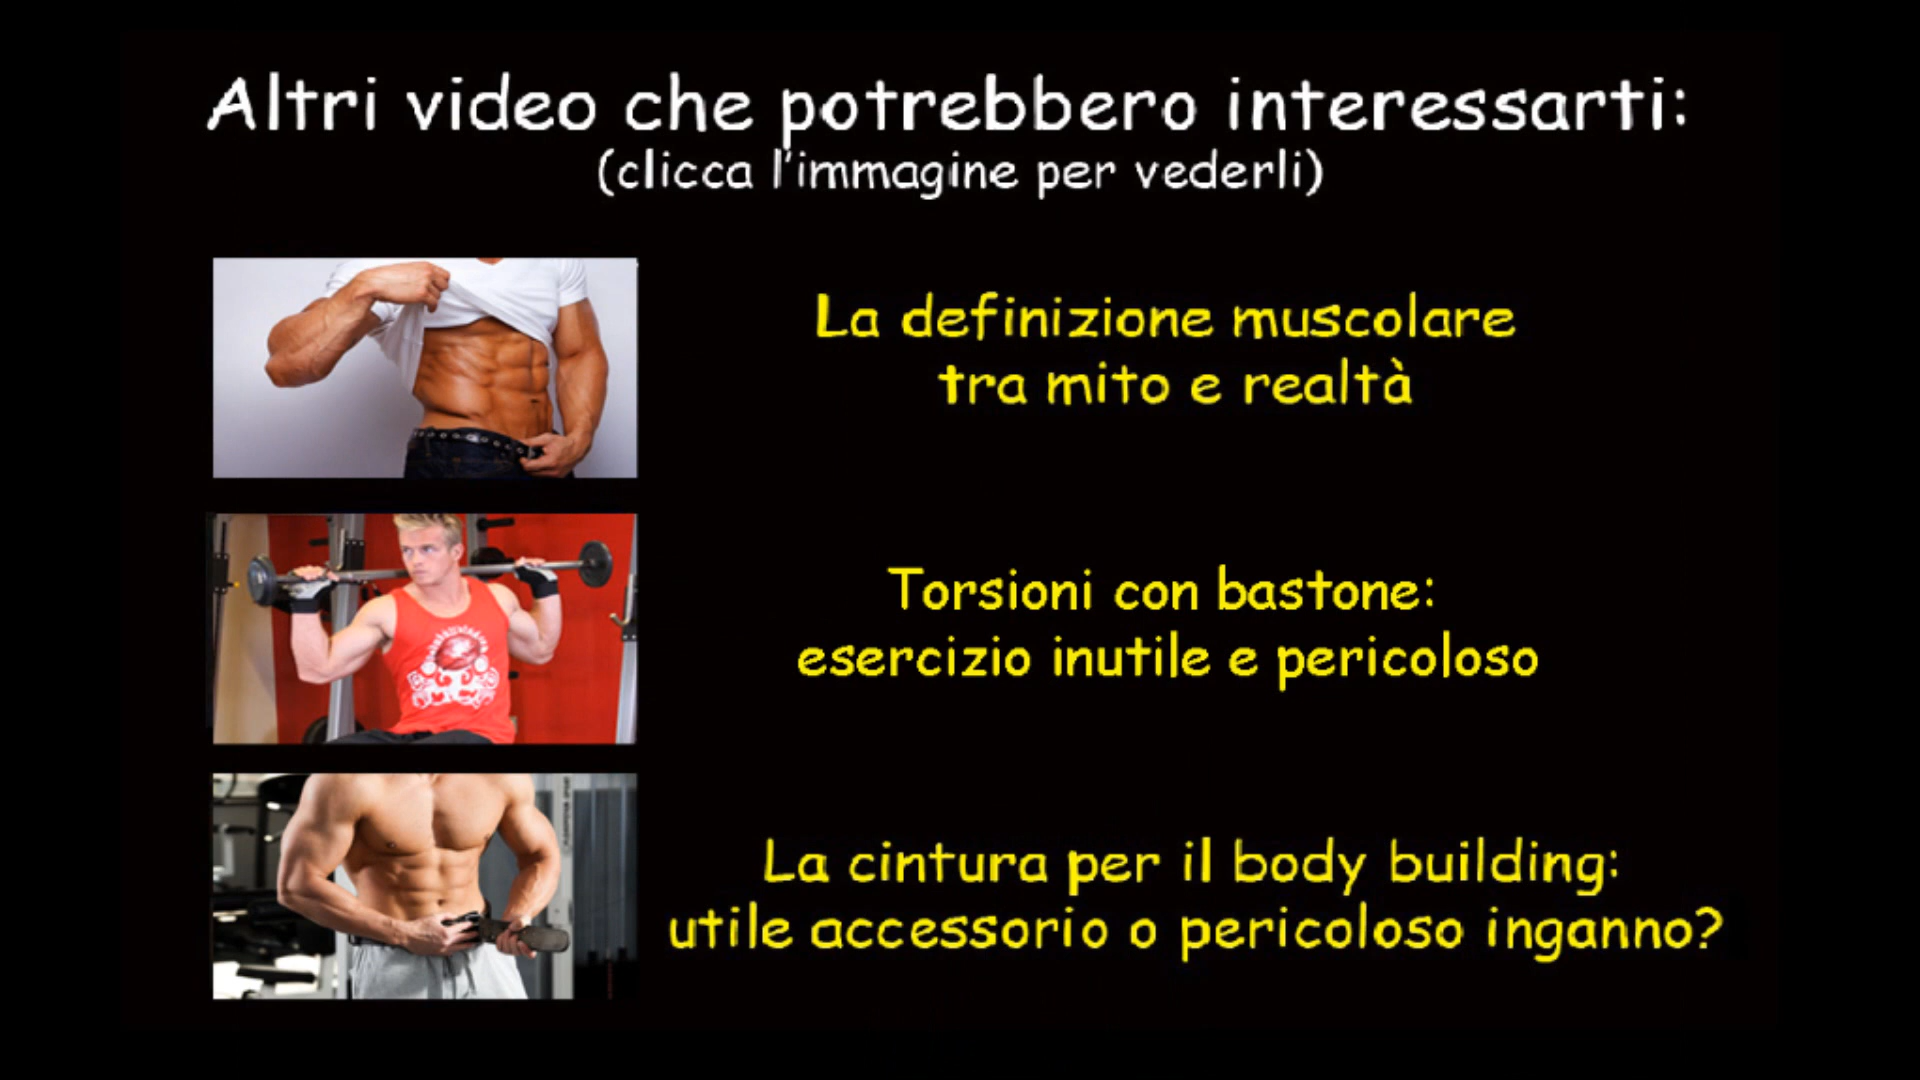 Altri video che potrebbero interessarti:
(clicca l'immagine per vederli)
La definizione muscolare
tra mito e realtà
Torsioni con bastone:
esercizio inutile e pericoloso
La cintura per il body building:
utile accessorio o pericoloso inganno?